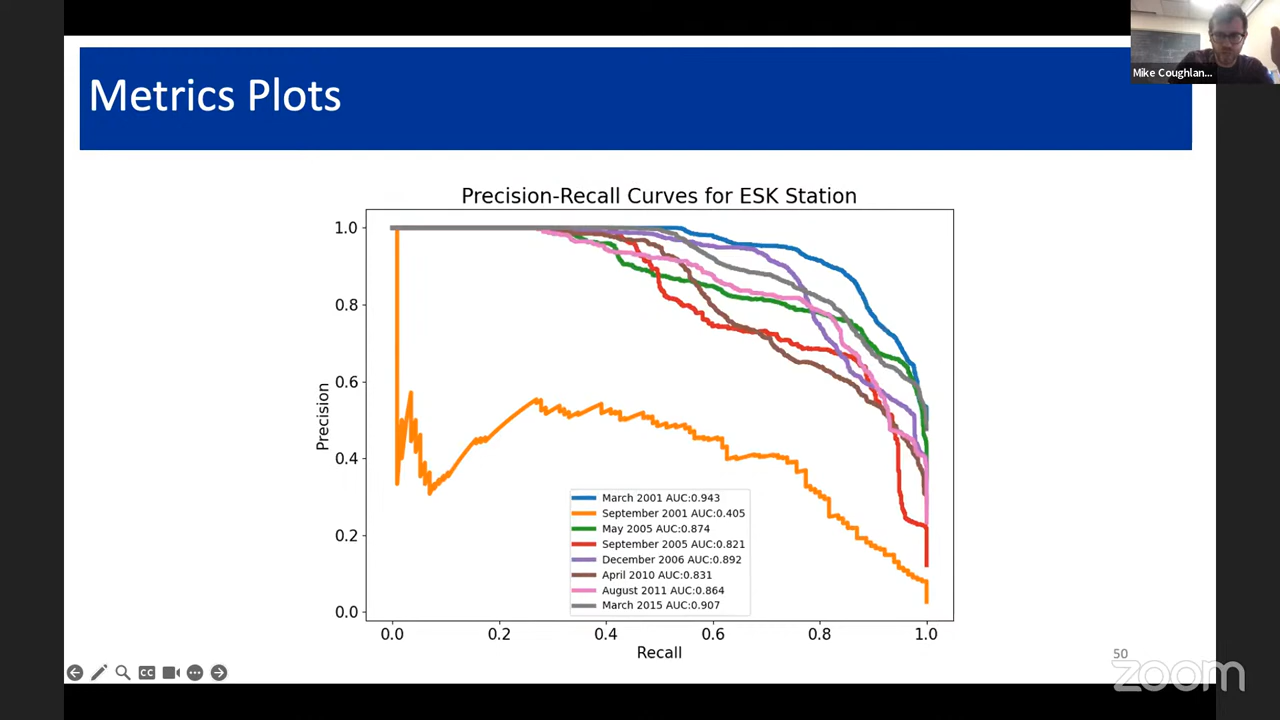 Mike Coughlan...
Metrics Plots
Precision-Recall Curves for ESK Station
1.0
0.8
0.6
0.4
0.2
0.0
Precision
March 2001 AUC:0.943
September 2001 AUC:0.405
May 2005 AUC:0.874
September 2005 AUC:0.821
December 2006 AUC:0.892
April 2010 AUC:0.831
August 2011 AUC:0.864
March 2015 AUC:0.907
0.0 0.2 0.4 0.6 0.8 1.0
Recall
CC
50
zoom